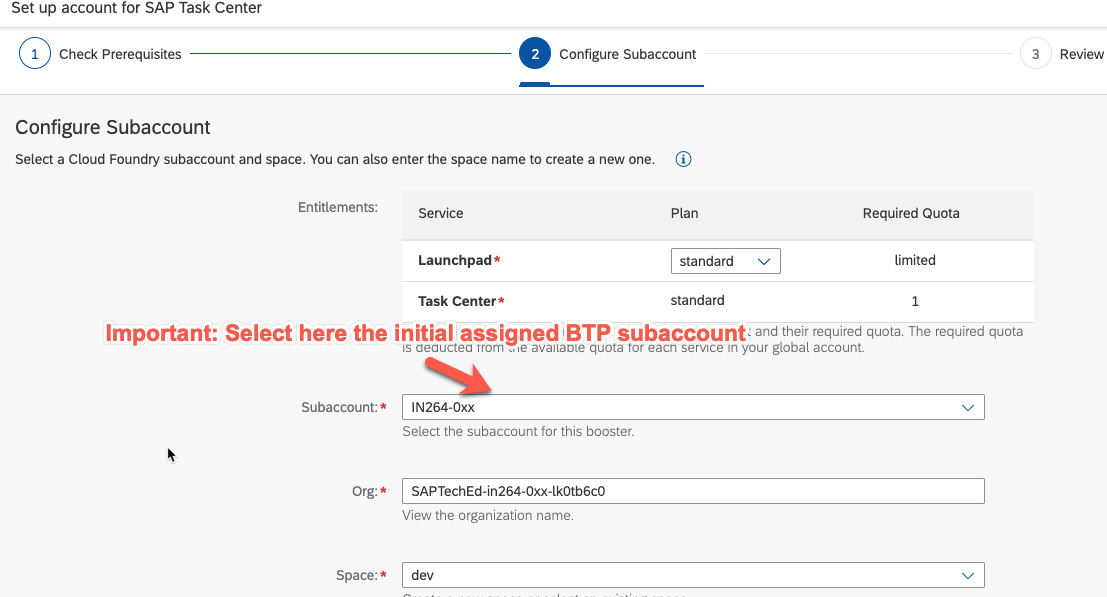 Set up account for SAP Task Center
1 Check Prerequisites 2 Configure Subaccount 3 Review
Configure Subaccount
Select a Cloud Foundry subaccount and space. You can also enter the space name to create a new one.
Entitlements: Service Plan Required Quota
Launchpad* standard limited
Task Center* standard 1
Important: Select here the initial assigned BTP subaccount
and their required quota. The required quota
is deducted from the available quota for each service in your global account.
Subaccount:* IN264-0xx
Select the subaccount for this booster.
Org:* SAPTechEd-in264-0xx-lk0tb6c0
View the organization name.
Space:* dev